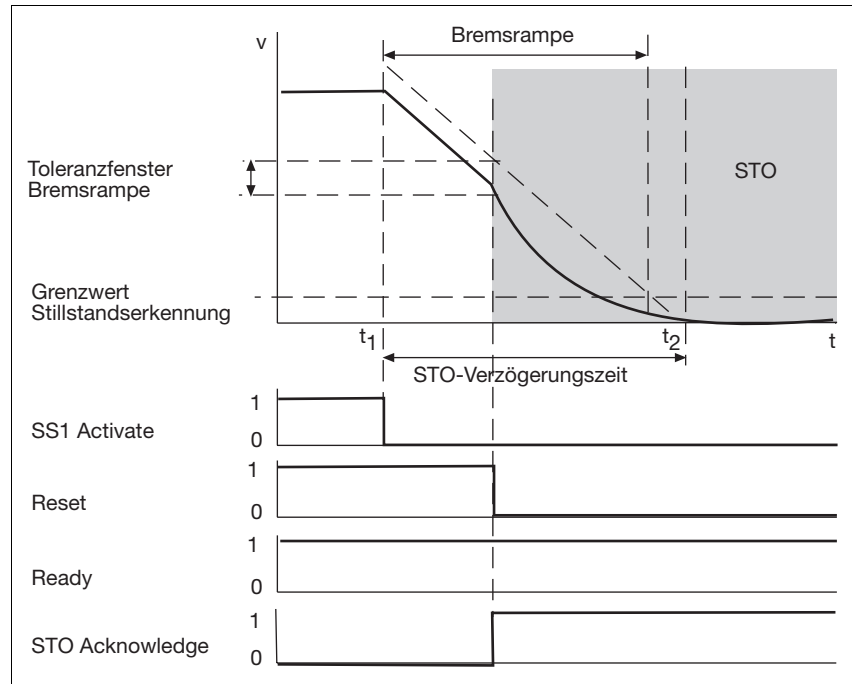 v
Bremsrampe
Toleranzfenster
Bremsrampe
STO
Grenzwert
Stillstandserkennung
t1
t2
t
STO-Verzögerungszeit
SS1 Activate
1
0
Reset
1
0
Ready
1
0
STO Acknowledge
1
0